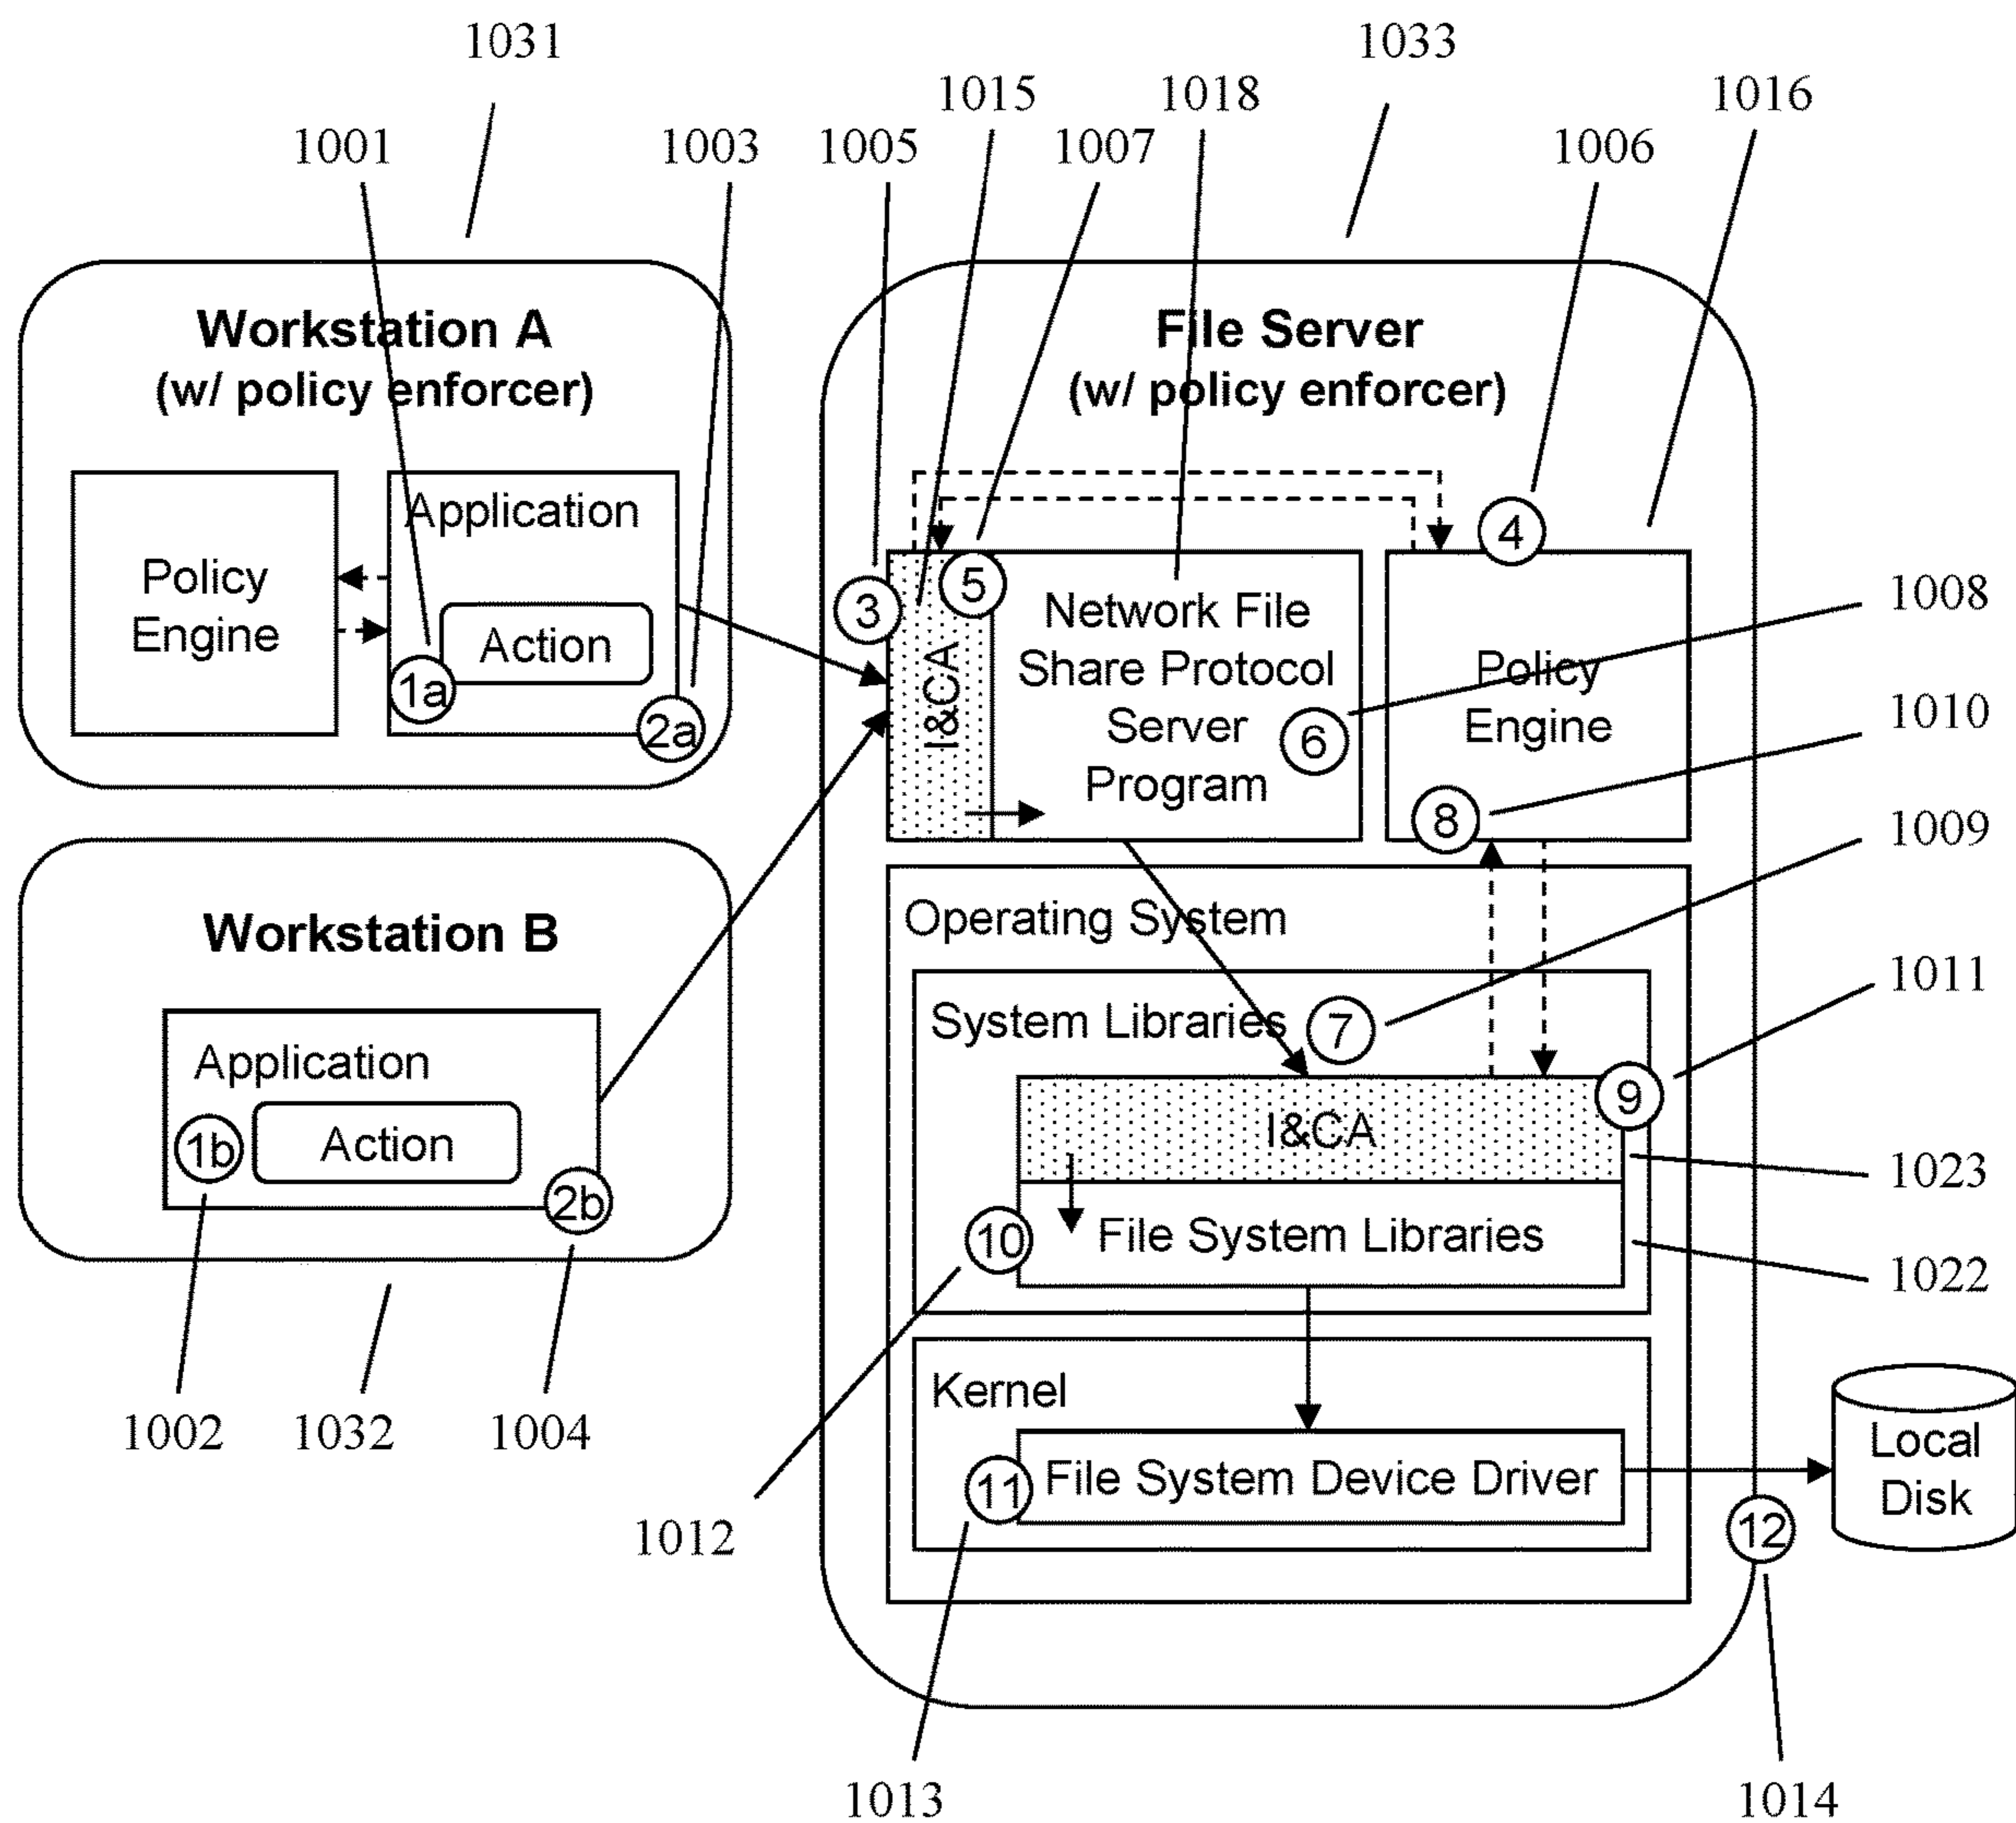 1031
1033
1015
1018
1016
1001
1003
1005
1007
1006
Workstation A
(w/ policy enforcer)
Policy
Engine
Application
Action
1a
2a
File Server
(w/ policy enforcer)
3
5
4
I&CA
Network File
Share Protocol
Server
Program
6
Policy
Engine
8
1008
1010
1009
Workstation B
Application
1b
Action
2b
1002
1032
1004
Operating System
System Libraries
7
1011
I&CA
9
1023
10
File System Libraries
1022
Kernel
11
File System Device Driver
Local
Disk
12
1012
1013
1014